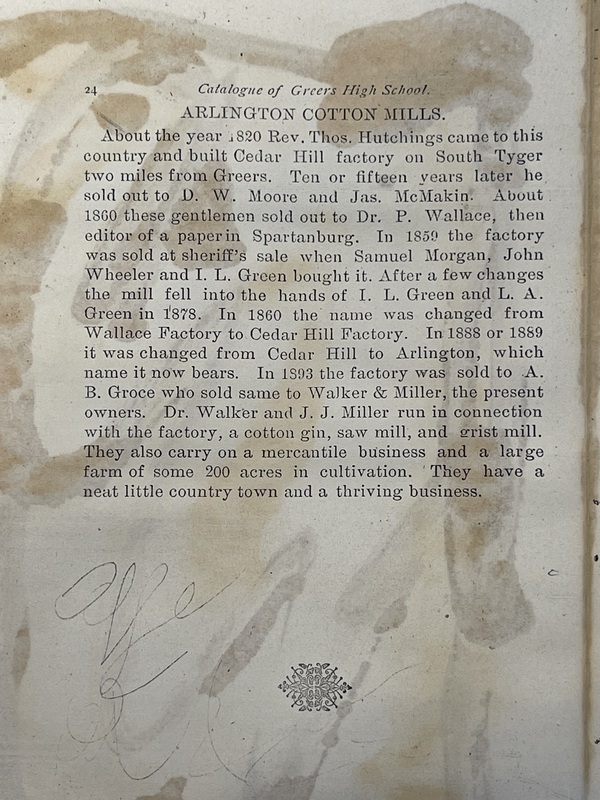 24 Catalogue of Greers High School.
ARLINGTON COTTON MILLS.
About the year 1820 Rev. Thos. Hutchings came to this
country and built Cedar Hill factory on South Tyger
two miles from Greers. Ten or fifteen years later he
sold out to D. W. Moore and Jas. McMakin. About
1860 these gentlemen sold out to Dr. P. Wallace, then
editor of a paper in Spartanburg. In 1859 the factory
was sold at sheriff's sale when Samuel Morgan, John
Wheeler and I. L. Green bought it. After a few changes
the mill fell into the hands of I. L. Green and L. A.
Green in 1878. In 1860 the name was changed from
Wallace Factory to Cedar Hill Factory. In 1888 or 1889
it was changed from Cedar Hill to Arlington, which
name it now bears. In 1893 the factory was sold to A.
B. Groce who sold same to Walker & Miller, the present
owners. Dr. Walker and J. J. Miller run in connection
with the factory, a cotton gin, saw mill, and grist mill.
They also carry on a mercantile business and a large
farm of some 200 acres in cultivation. They have a
neat little country town and a thriving business.